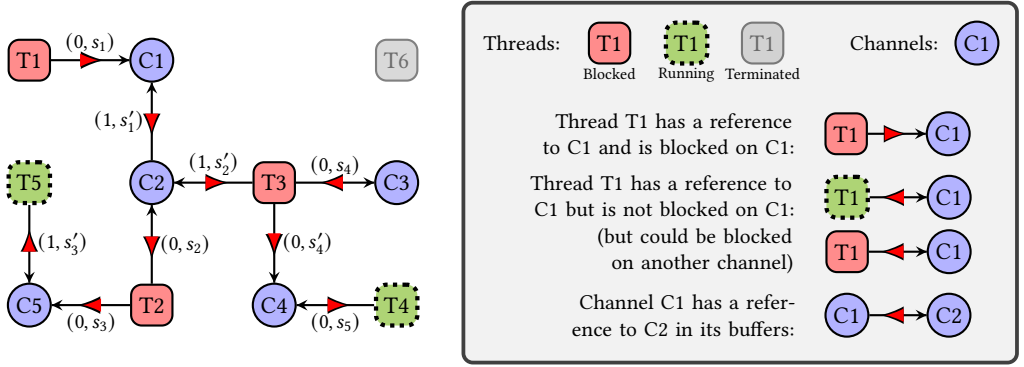 T1
(0, s₁)
C1
T6
(1, s′₁)
T5
C2
(1, s′₂)
T3
(0, s₄)
C3
(1, s′₃)
(0, s₂)
(0, s′₄)
C5
(0, s₃)
T2
C4
(0, s₅)
T4
Threads:
T1
Blocked
T1
Running
T1
Terminated
Channels:
C1
Thread T1 has a reference
to C1 and is blocked on C1:
T1
C1
Thread T1 has a reference to
C1 but is not blocked on C1:
(but could be blocked
on another channel)
T1
C1
T1
C1
Channel C1 has a refer-
ence to C2 in its buffers:
C1
C2